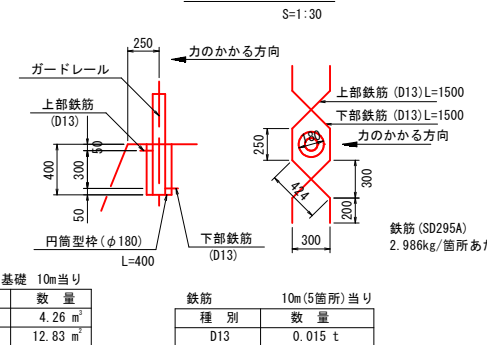 S=1:30
250
力のかかる方向
ガードレール
上部鉄筋
(D13)
50
400
300
50
円筒型枠(φ180)
L=400
下部鉄筋
(D13)
上部鉄筋(D13)L=1500
下部鉄筋(D13)L=1500
力のかかる方向
250
424
300
200
300
鉄筋(SD295A)
2.986kg/箇所あ
基礎 10m当り
数 量
4.26 m³
12.83 m²
鉄筋 10m(5箇所)当り
種 別 数 量
D13 0.015 t